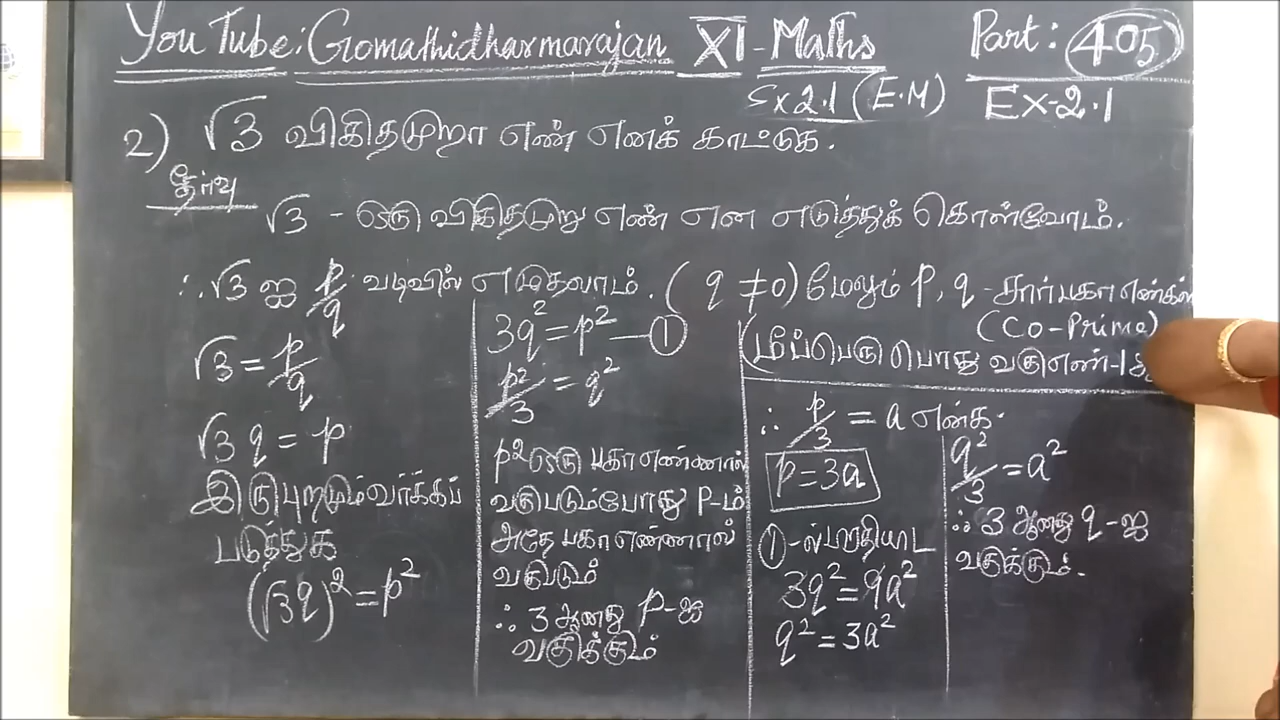 YouTube: Gomathidharmarajan XI - Maths Part: 405
Ex 2.1 (E.M) EX-2.1
2) √3 விகிதமுறா எண் எனக் காட்டுக.
தீர்வு
√3 - ஒரு விகிதமுறு எண் என எடுத்துக் கொள்வோம்.
∴ √3 ஐ p/q வடிவில் எழுதலாம். ( q ≠ 0) மேலும் p, q - சார்பகா எண்கள்
(Co-Prime)
(மீப்பெரு பொது வகுஎண்-1
√3 = p/q
√3 q = p
இருபுறமும் வர்க்கப்
படுத்துக
(√3q)² = p²
3q² = p² — ①
p²/3 = q²
p² ஒரு பகா எண்ணால்
வகுபடும்போது p-ம்
அதே பகா எண்ணால்
வகுபடும்
∴ 3 ஆனது p-ஐ
வகுக்கும்
∴ p/3 = a என்க.
p = 3a
①-ல் பிரதியிட
3q² = 9a²
q² = 3a²
q²/3 = a²
∴ 3 ஆனது q-ஐ
வகுக்கும்.